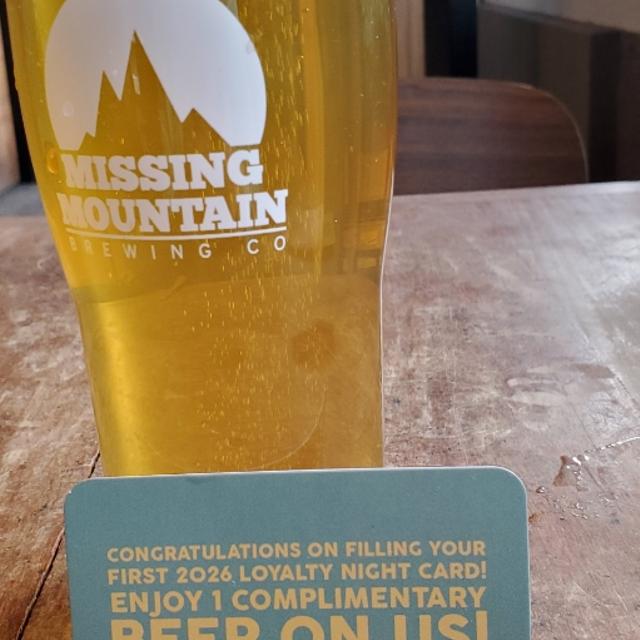 MISSING
MOUNTAIN
BREWING CO
CONGRATULATIONS ON FILLING YOUR
FIRST 2026 LOYALTY NIGHT CARD!
ENJOY 1 COMPLIMENTARY
BEER ON US!